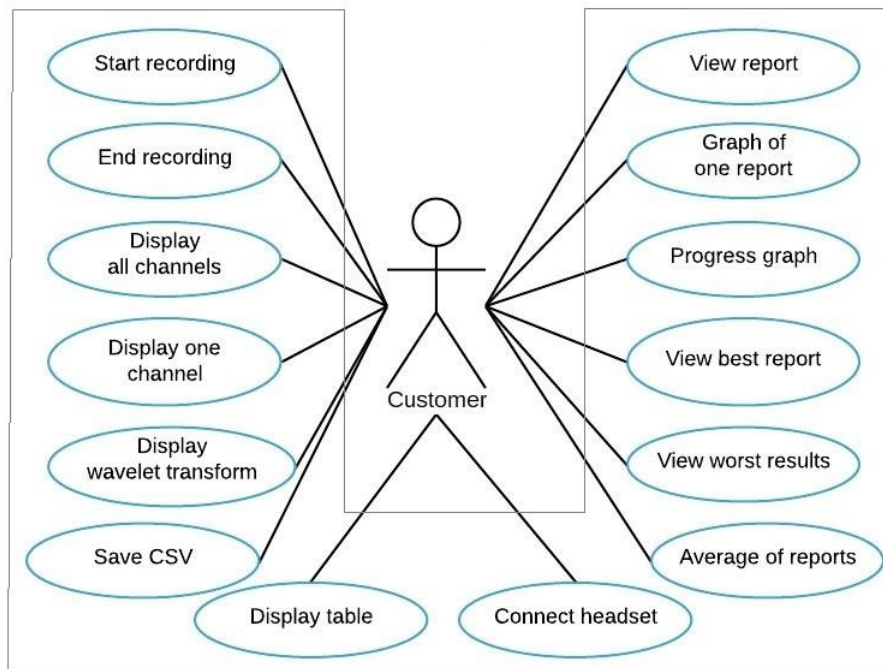 Start recording
End recording
Display
all channels
Display one
channel
Display
wavelet transform
Save CSV
Customer
Display table
Connect headset
View report
Graph of
one report
Progress graph
View best report
View worst results
Average of reports